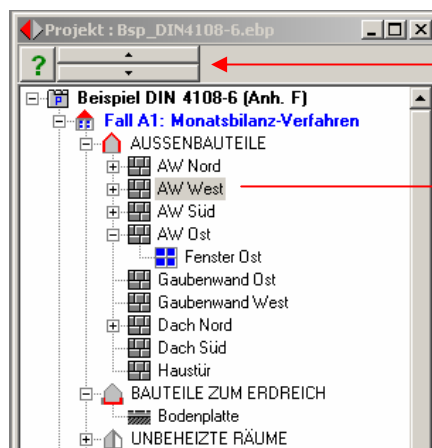 Projekt : Bsp_DIN4108-6.ebp
?
P Beispiel DIN 4108-6 (Anh. F)
Fall A1: Monatsbilanz-Verfahren
AUSSENBAUTEILE
AW Nord
AW West
AW Süd
AW Ost
Fenster Ost
Gaubenwand Ost
Gaubenwand West
Dach Nord
Dach Süd
Haustür
BAUTEILE ZUM ERDREICH
Bodenplatte
UNBEHEIZTE RÄUME